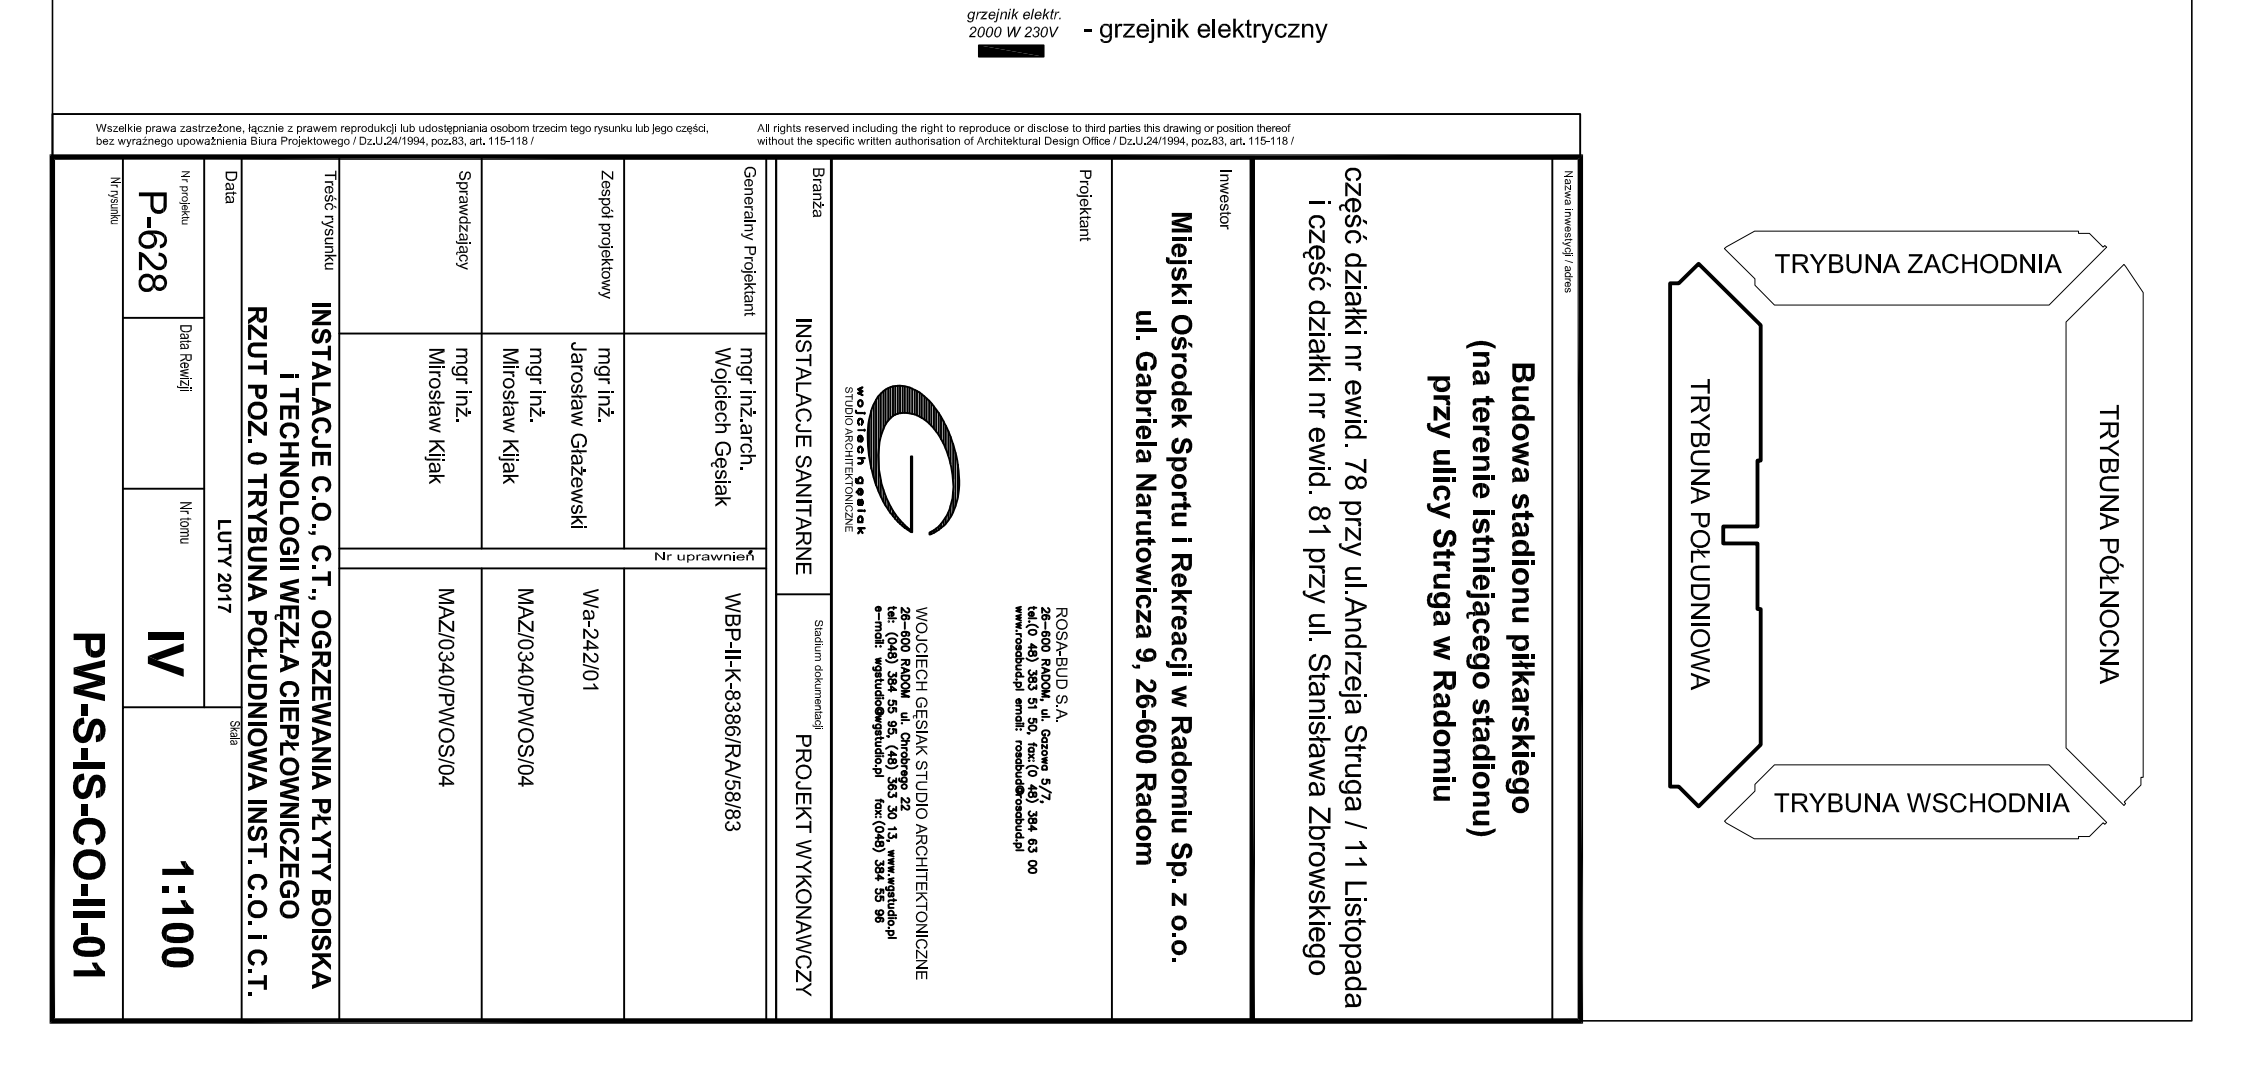 grzejnik elektr.
2000 W 230V
- grzejnik elektryczny
Wszelkie prawa zastrzeżone, łącznie z prawem reprodukcji lub udostępniania osobom trzecim tego rysunku lub jego części,
bez wyraźnego upoważnienia Biura Projektowego / Dz.U.24/1994, poz.83, art. 115-118 /
All rights reserved including the right to reproduce or disclose to third parties this drawing or position thereof
without the specific written authorisation of Architektural Design Office / Dz.U.24/1994, poz.83, art. 115-118 /
Nazwa inwestycji / adres
Budowa stadionu piłkarskiego
(na terenie istniejącego stadionu)
przy ulicy Struga w Radomiu
część działki nr ewid. 78 przy ul.Andrzeja Struga / 11 Listopada
i część działki nr ewid. 81 przy ul. Stanisława Zbrowskiego
Inwestor
Miejski Ośrodek Sportu i Rekreacji w Radomiu Sp. z o.o.
ul. Gabriela Narutowicza 9, 26-600 Radom
Projektant
ROSA-BUD S.A.
26-600 RADOM, ul. Gazowa 5/7,
tel.(0 48) 383 51 50, fax:(0 48) 384 63 00
www.rosabud.pl email: rosabud@rosabud.pl
wojciech gęsiak
STUDIO ARCHITEKTONICZNE
WOJCIECH GĘSIAK STUDIO ARCHITEKTONICZNE
26-600 RADOM ul. Chrobrego 22
tel: (048) 384 55 95, (48) 363 30 13, www.wgstudio.pl
e-mail: wgstudio@wgstudio.pl fax:(048) 384 55 96
Branża
INSTALACJE SANITARNE
Stadium dokumentacji
PROJEKT WYKONAWCZY
Generalny Projektant
mgr inż.arch.
Wojciech Gęsiak
Nr uprawnień
WBP-II-K-8386/RA/58/83
Zespół projektowy
mgr inż.
Jarosław Głażewski
Wa-242/01
mgr inż.
Mirosław Kijak
MAZ/0340/PWOS/04
Sprawdzający
mgr inż.
Mirosław Kijak
MAZ/0340/PWOS/04
Treść rysunku
INSTALACJE C.O., C.T., OGRZEWANIA PŁYTY BOISKA
i TECHNOLOGII WĘZŁA CIEPŁOWNICZEGO
RZUT POZ. 0 TRYBUNA POŁUDNIOWA INST. C.O. i C.T.
Data
LUTY 2017
Skala
1:100
Nr projektu
P-628
Data Rewizji
Nr tomu
IV
Nr rysunku
PW-S-IS-CO-II-01
TRYBUNA ZACHODNIA
TRYBUNA PÓŁNOCNA
TRYBUNA POŁUDNIOWA
TRYBUNA WSCHODNIA